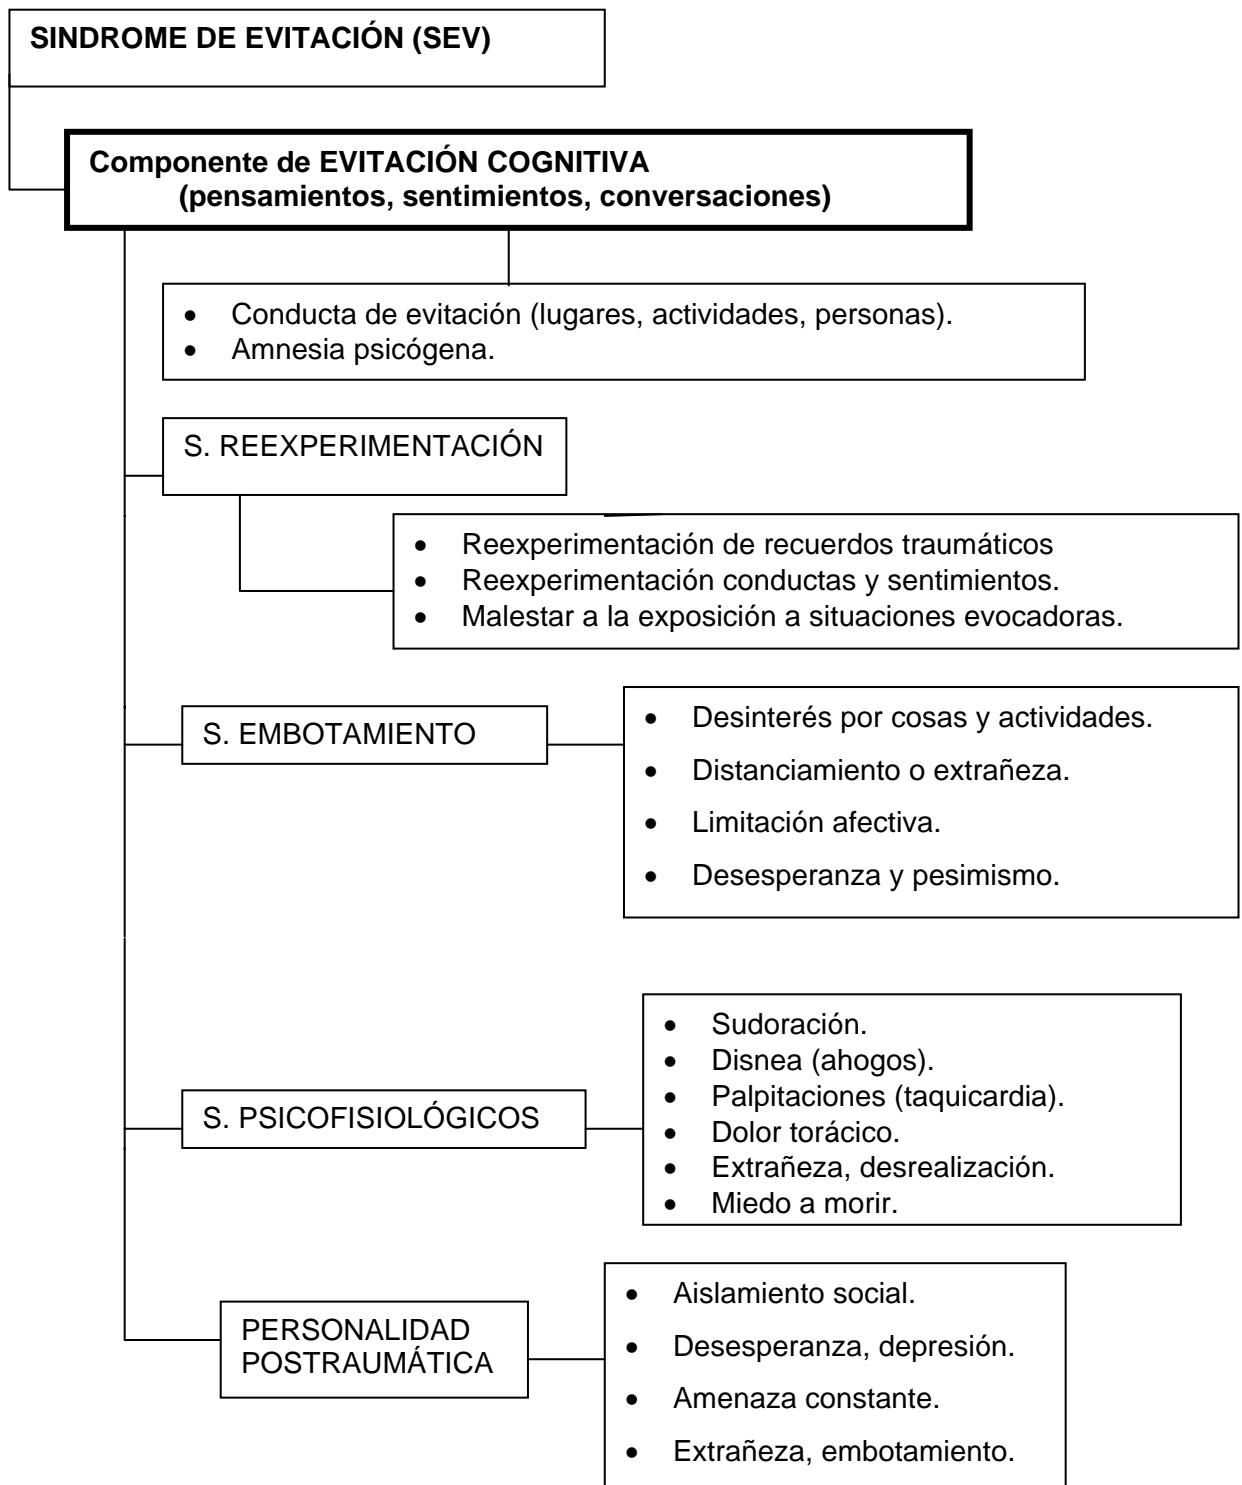 SINDROME DE EVITACIÓN (SEV)
Componente de EVITACIÓN COGNITIVA
(pensamientos, sentimientos, conversaciones)
• Conducta de evitación (lugares, actividades, personas).
• Amnesia psicógena.
S. REEXPERIMENTACIÓN
• Reexperimentación de recuerdos traumáticos
• Reexperimentación conductas y sentimientos.
• Malestar a la exposición a situaciones evocadoras.
S. EMBOTAMIENTO
• Desinterés por cosas y actividades.
• Distanciamiento o extrañeza.
• Limitación afectiva.
• Desesperanza y pesimismo.
S. PSICOFISIOLÓGICOS
• Sudoración.
• Disnea (ahogos).
• Palpitaciones (taquicardia).
• Dolor torácico.
• Extrañeza, desrealización.
• Miedo a morir.
PERSONALIDAD
POSTRAUMÁTICA
• Aislamiento social.
• Desesperanza, depresión.
• Amenaza constante.
• Extrañeza, embotamiento.